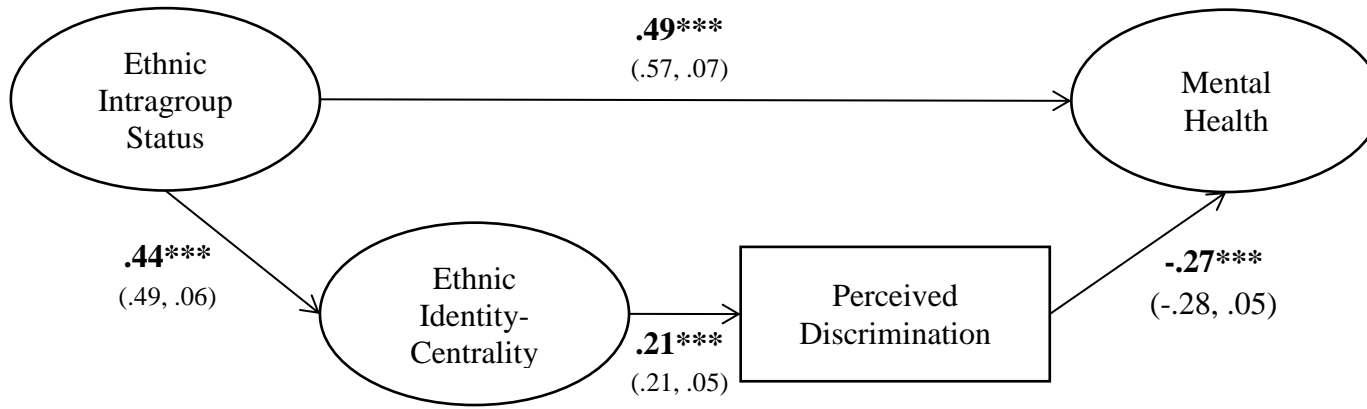 .49***
(.57, .07)
Ethnic
Intragroup
Status
Mental
Health
.44***
(.49, .06)
Ethnic
Identity-
Centrality
.21***
(.21, .05)
Perceived
Discrimination
-.27***
(-.28, .05)